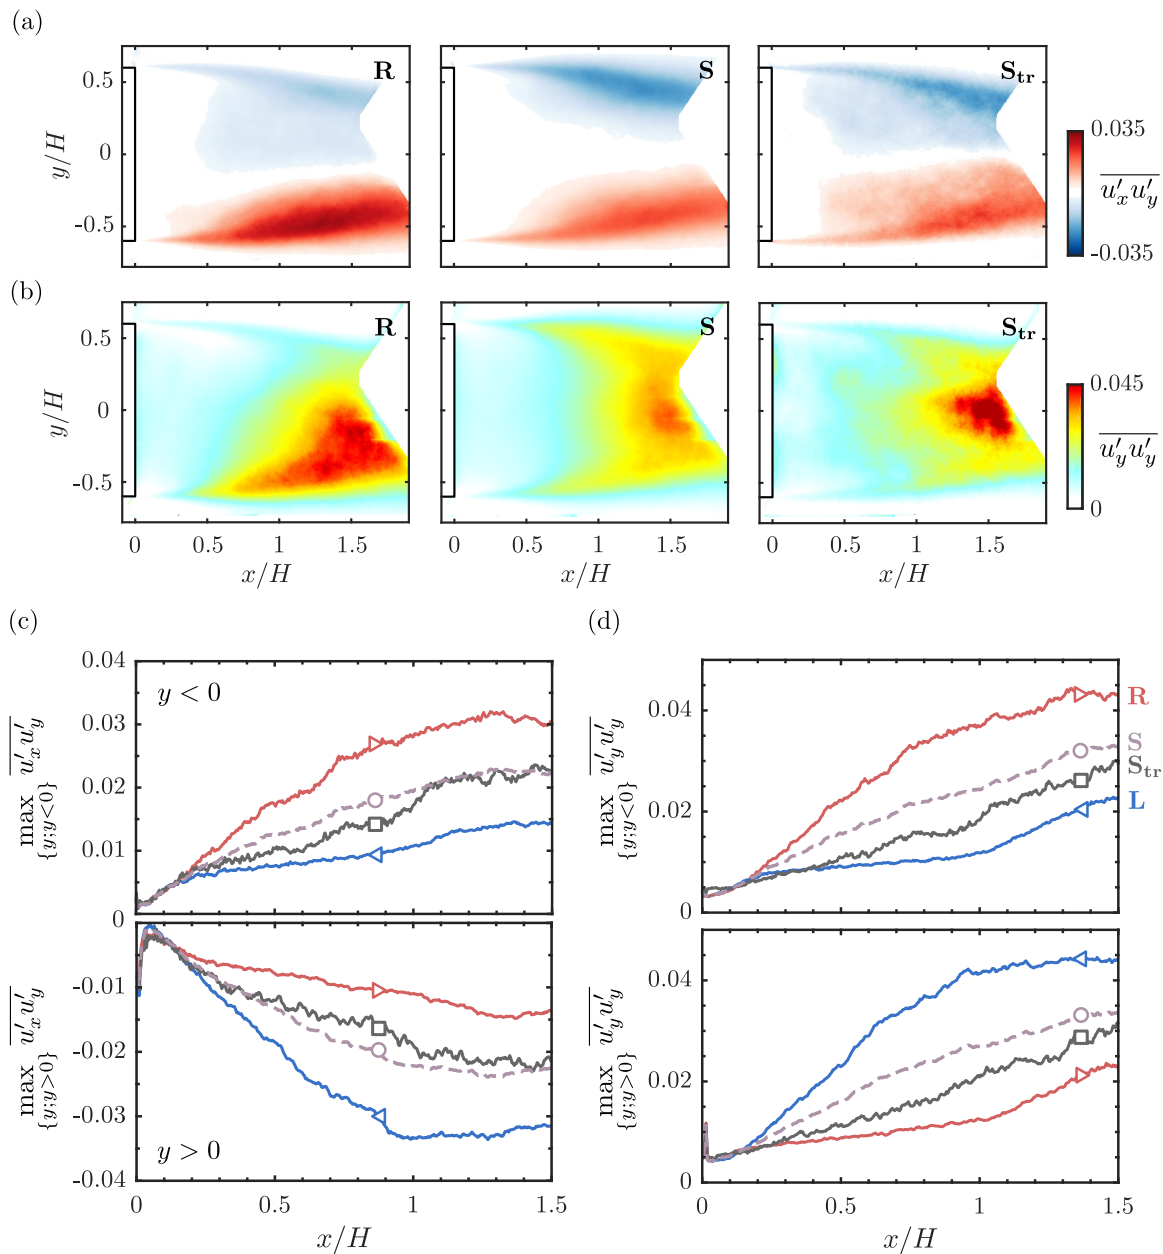 (a)
R
S
S_tr
0.5
0
-0.5
y/H
0.035
-0.035
u'_x u'_y
(b)
R
S
S_tr
0.5
0
-0.5
y/H
0.045
0
u'_y u'_y
0 0.5 1 1.5
0 0.5 1 1.5
0 0.5 1 1.5
x/H
x/H
x/H
(c)
y < 0
0.04
0.03
0.02
0.01
0
max {y;y<0} u'_x u'_y
0
-0.01
-0.02
-0.03
-0.04
max {y;y>0} u'_x u'_y
y > 0
0 0.5 1 1.5
x/H
(d)
0.04
0.02
0
max {y;y<0} u'_y u'_y
R
S
S_tr
L
0.04
0.02
0
max {y;y>0} u'_y u'_y
0 0.5 1 1.5
x/H